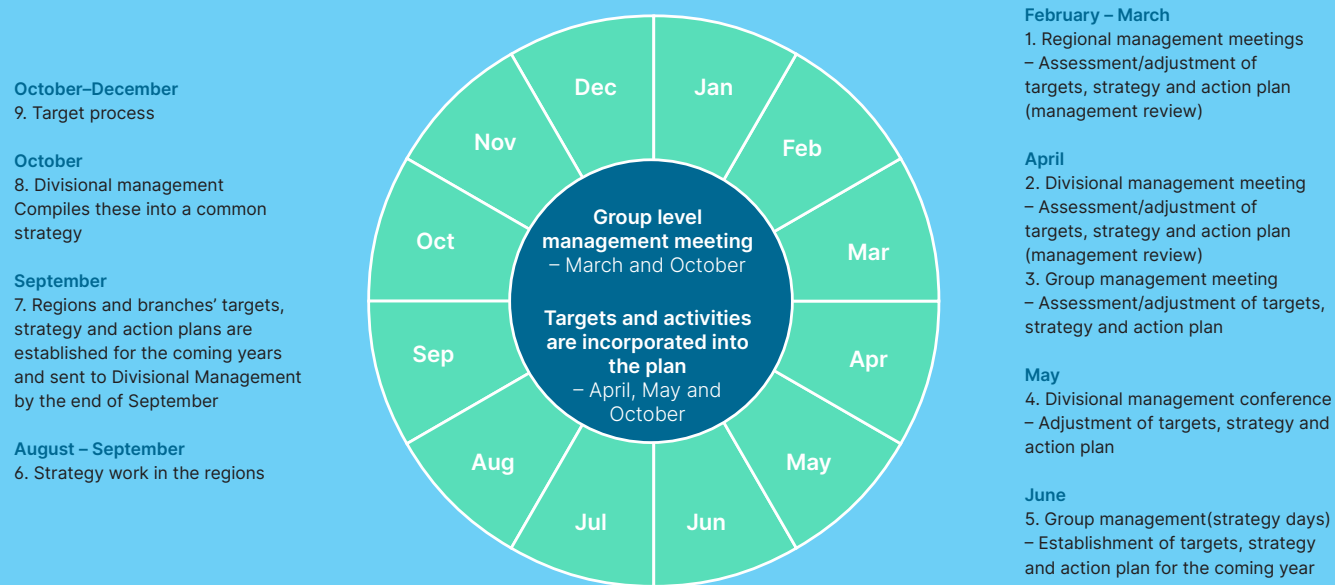 October–December
9. Target process
October
8. Divisional management
Compiles these into a common
strategy
September
7. Regions and branches’ targets,
strategy and action plans are
established for the coming years
and sent to Divisional Management
by the end of September
August – September
6. Strategy work in the regions
Dec
Jan
Nov
Feb
Oct
Mar
Sep
Apr
Aug
May
Jul
Jun
Group level
management meeting
– March and October
Targets and activities
are incorporated into
the plan
– April, May and
October
February – March
1. Regional management meetings
– Assessment/adjustment of
targets, strategy and action plan
(management review)
April
2. Divisional management meeting
– Assessment/adjustment of
targets, strategy and action plan
(management review)
3. Group management meeting
– Assessment/adjustment of targets,
strategy and action plan
May
4. Divisional management conference
– Adjustment of targets, strategy and
action plan
June
5. Group management(strategy days)
– Establishment of targets, strategy
and action plan for the coming year